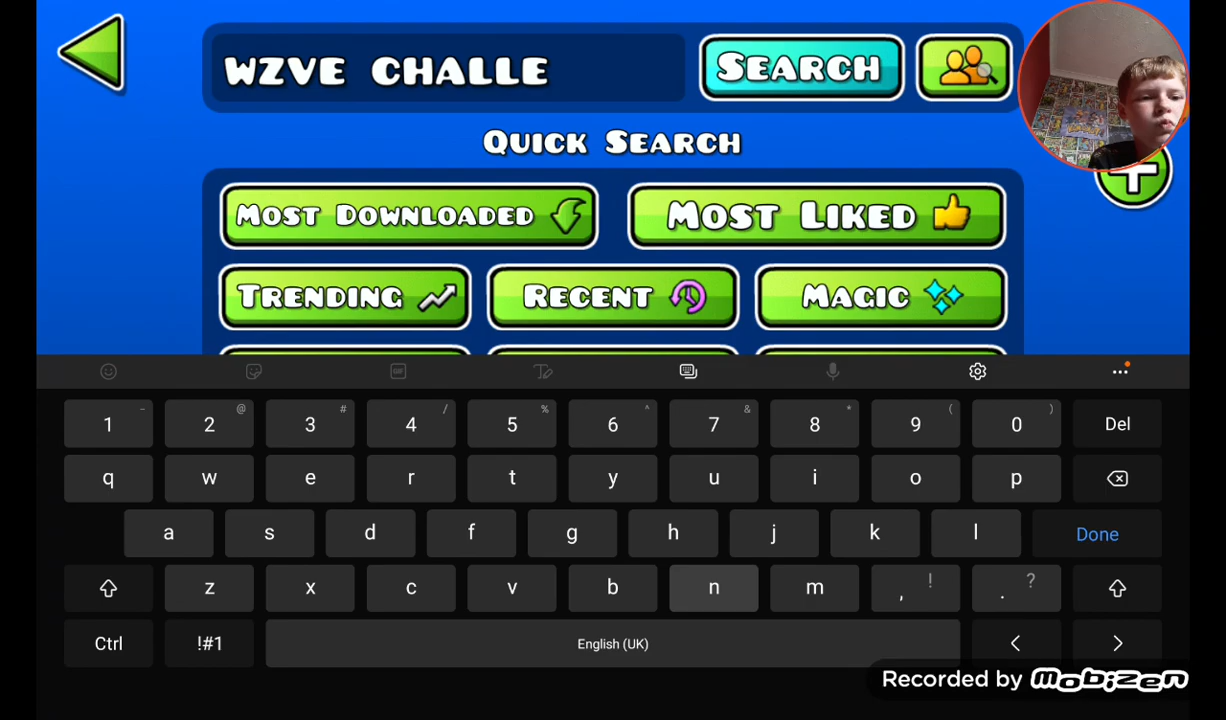 WZVE CHALLE
SEARCH
QUICK SEARCH
MOST DOWNLOADED
MOST LIKED
TRENDING
RECENT
MAGIC
GIF
1 - 2 @ 3 # 4 / 5 % 6 ^ 7 & 8 * 9 ( 0 ) Del
q w e r t y u i o p
a s d f g h j k l Done
z x c v b n m , ! . ?
Ctrl !#1 English (UK) < >
Recorded by mobizen